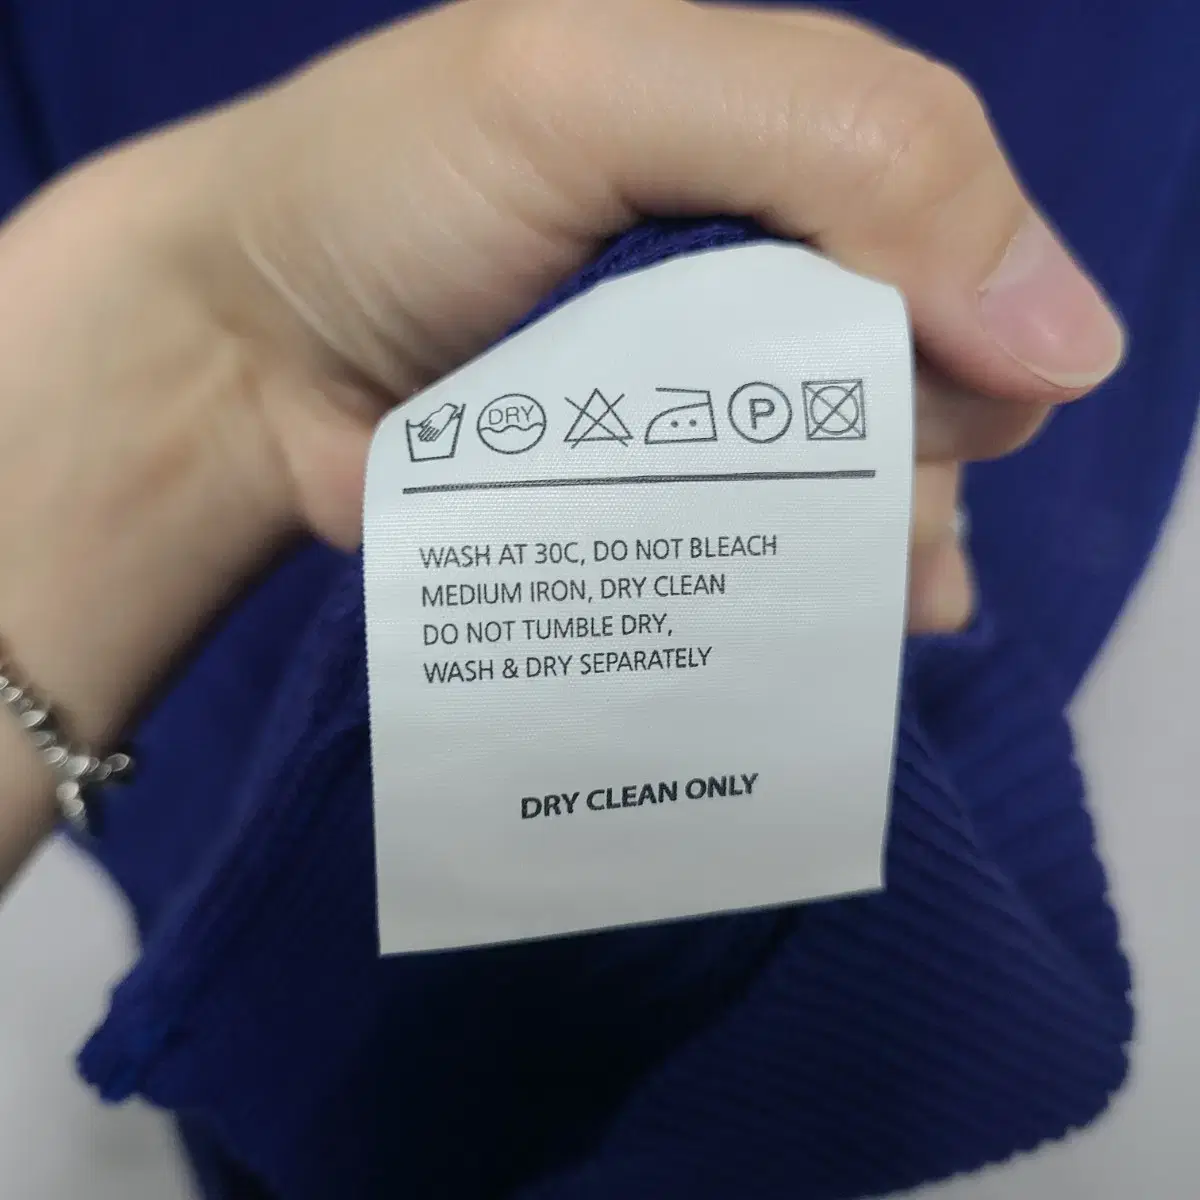 DRY P
WASH AT 30C, DO NOT BLEACH
MEDIUM IRON, DRY CLEAN
DO NOT TUMBLE DRY,
WASH & DRY SEPARATELY
DRY CLEAN ONLY